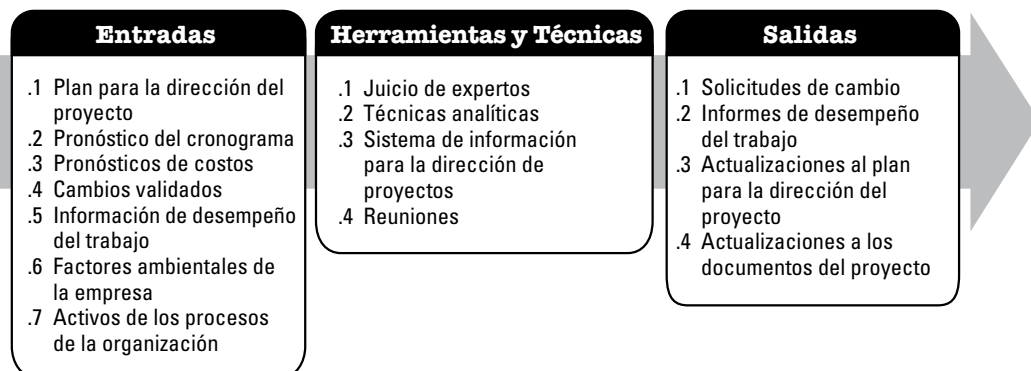 Entradas
.1 Plan para la dirección del
proyecto
.2 Pronóstico del cronograma
.3 Pronósticos de costos
.4 Cambios validados
.5 Información de desempeño
del trabajo
.6 Factores ambientales de
la empresa
.7 Activos de los procesos
de la organización
Herramientas y Técnicas
.1 Juicio de expertos
.2 Técnicas analíticas
.3 Sistema de información
para la dirección de
proyectos
.4 Reuniones
Salidas
.1 Solicitudes de cambio
.2 Informes de desempeño
del trabajo
.3 Actualizaciones al plan
para la dirección del
proyecto
.4 Actualizaciones a los
documentos del proyecto